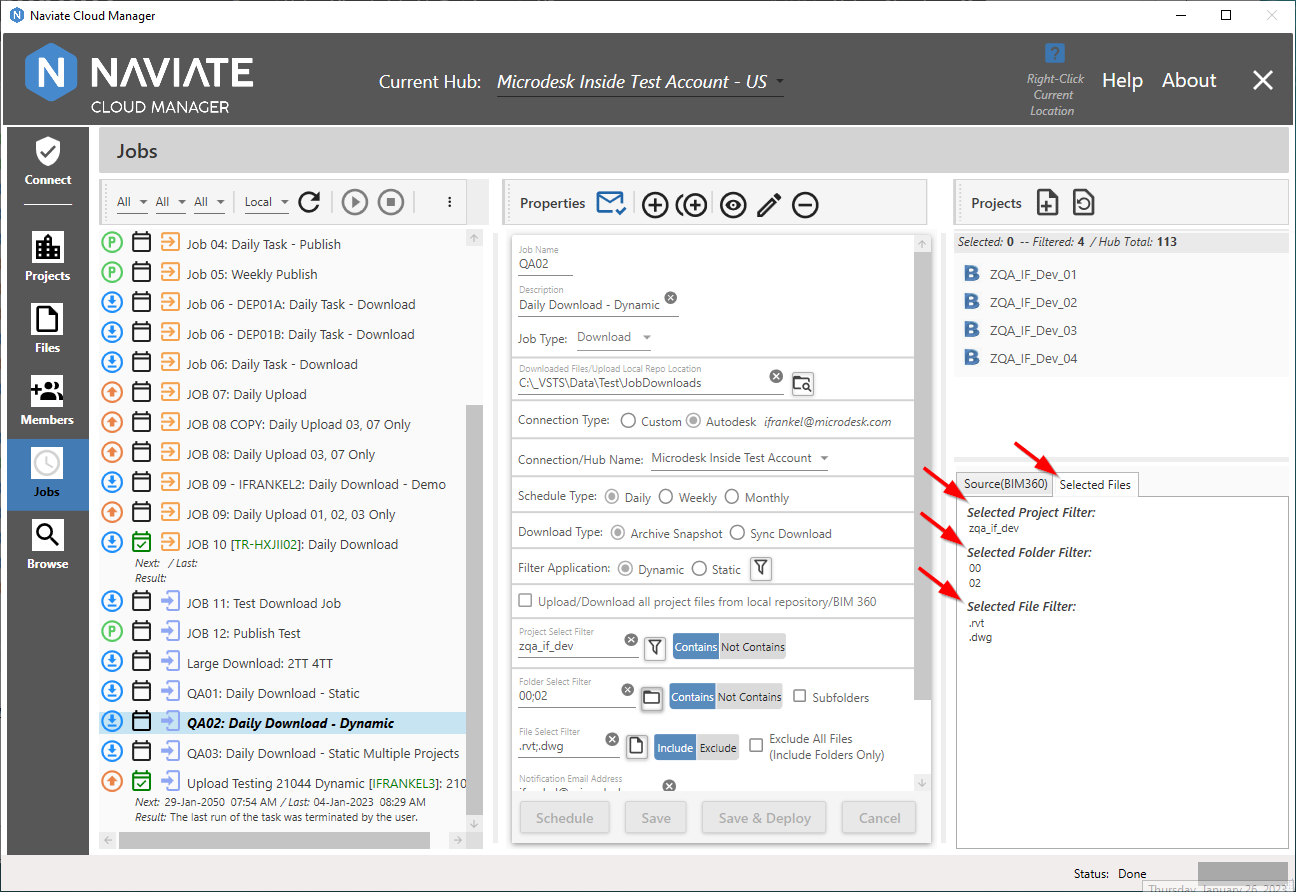 Naviate Cloud Manager
N NAVIATE
CLOUD MANAGER
Current Hub: Microdesk Inside Test Account - US
?
Right-Click
Current
Location
Help About
Connect
Projects
Files
Members
Jobs
Browse
Jobs
All All All Local
P Job 04: Daily Task - Publish
P Job 05: Weekly Publish
Job 06 - DEP01A: Daily Task - Download
Job 06 - DEP01B: Daily Task - Download
Job 06: Daily Task - Download
JOB 07: Daily Upload
JOB 08 COPY: Daily Upload 03, 07 Only
JOB 08: Daily Upload 03, 07 Only
JOB 09 - IFRANKEL2: Daily Download - Demo
JOB 09: Daily Upload 01, 02, 03 Only
JOB 10 [TR-HXJII02]: Daily Download
Next: / Last:
Result:
JOB 11: Test Download Job
P JOB 12: Publish Test
Large Download: 2TT 4TT
QA01: Daily Download - Static
QA02: Daily Download - Dynamic
QA03: Daily Download - Static Multiple Projects
Upload Testing 21044 Dynamic [IFRANKEL3]: 210
Next: 29-Jan-2050 07:54 AM / Last: 04-Jan-2023 08:29 AM
Result: The last run of the task was terminated by the user.
Properties
Job Name
QA02
Description
Daily Download - Dynamic
Job Type: Download
Downloaded Files/Upload Local Repo Location
C:\_VSTS\Data\Test\JobDownloads
Connection Type: Custom Autodesk ifrankel@microdesk.com
Connection/Hub Name: Microdesk Inside Test Account
Schedule Type: Daily Weekly Monthly
Download Type: Archive Snapshot Sync Download
Filter Application: Dynamic Static
Upload/Download all project files from local repository/BIM 360
Project Select Filter
zqa_if_dev Contains Not Contains
Folder Select Filter
00;02 Contains Not Contains Subfolders
File Select Filter
.rvt;.dwg Include Exclude Exclude All Files
(Include Folders Only)
Notification Email Address
Schedule Save Save & Deploy Cancel
Projects
Selected: 0 -- Filtered: 4 / Hub Total: 113
B ZQA_IF_Dev_01
B ZQA_IF_Dev_02
B ZQA_IF_Dev_03
B ZQA_IF_Dev_04
Source(BIM360) Selected Files
Selected Project Filter:
zqa_if_dev
Selected Folder Filter:
00
02
Selected File Filter:
.rvt
.dwg
Status: Done
Thursday, January 26, 2023